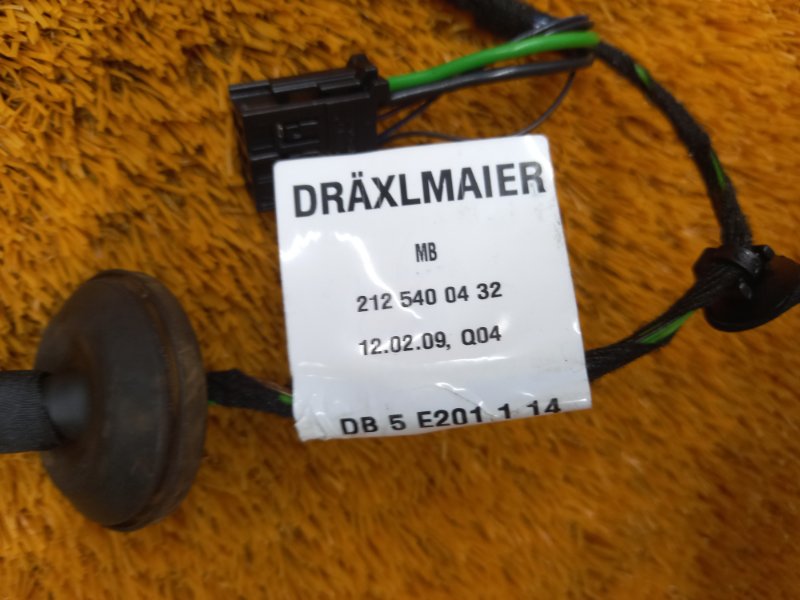 DRÄXLMAIER
MB
212 540 04 32
12.02.09, Q04
DB 5 E201 1 14